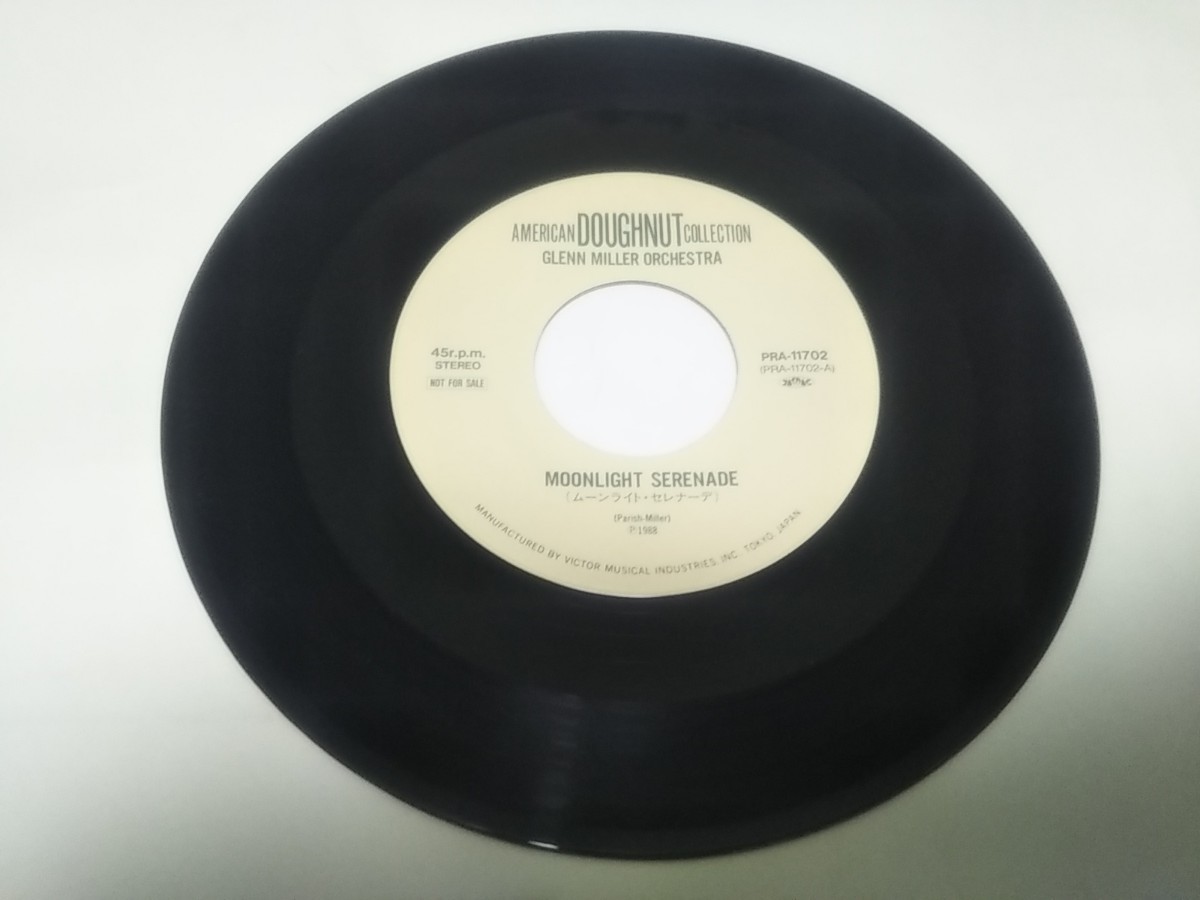 AMERICAN DOUGHNUT COLLECTION
GLENN MILLER ORCHESTRA
45r.p.m.
STEREO
NOT FOR SALE
PRA-11702
(PRA-11702-A)
MOONLIGHT SERENADE
(ムーンライト・セレナーデ)
(Parish-Miller)
℗1988
MANUFACTURED BY VICTOR MUSICAL INDUSTRIES, INC. TOKYO, JAPAN